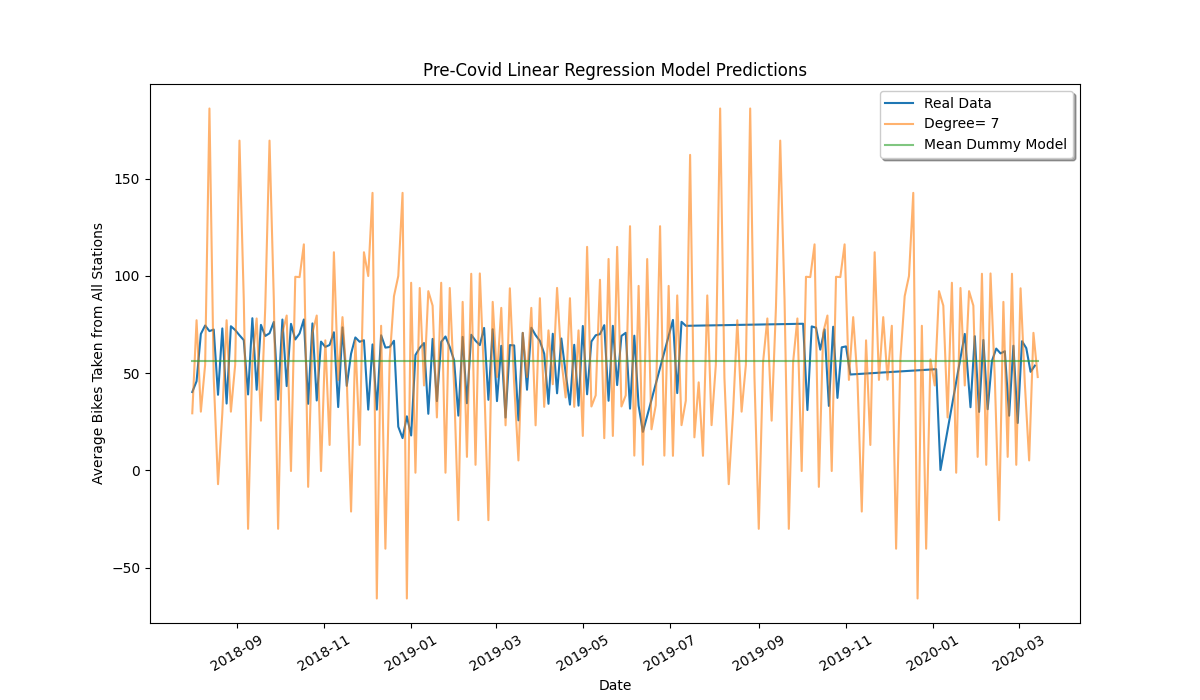 Pre-Covid Linear Regression Model Predictions
Real Data
Degree= 7
Mean Dummy Model
Average Bikes Taken from All Stations
150
100
50
0
−50
2018-09
2018-11
2019-01
2019-03
2019-05
2019-07
2019-09
2019-11
2020-01
2020-03
Date